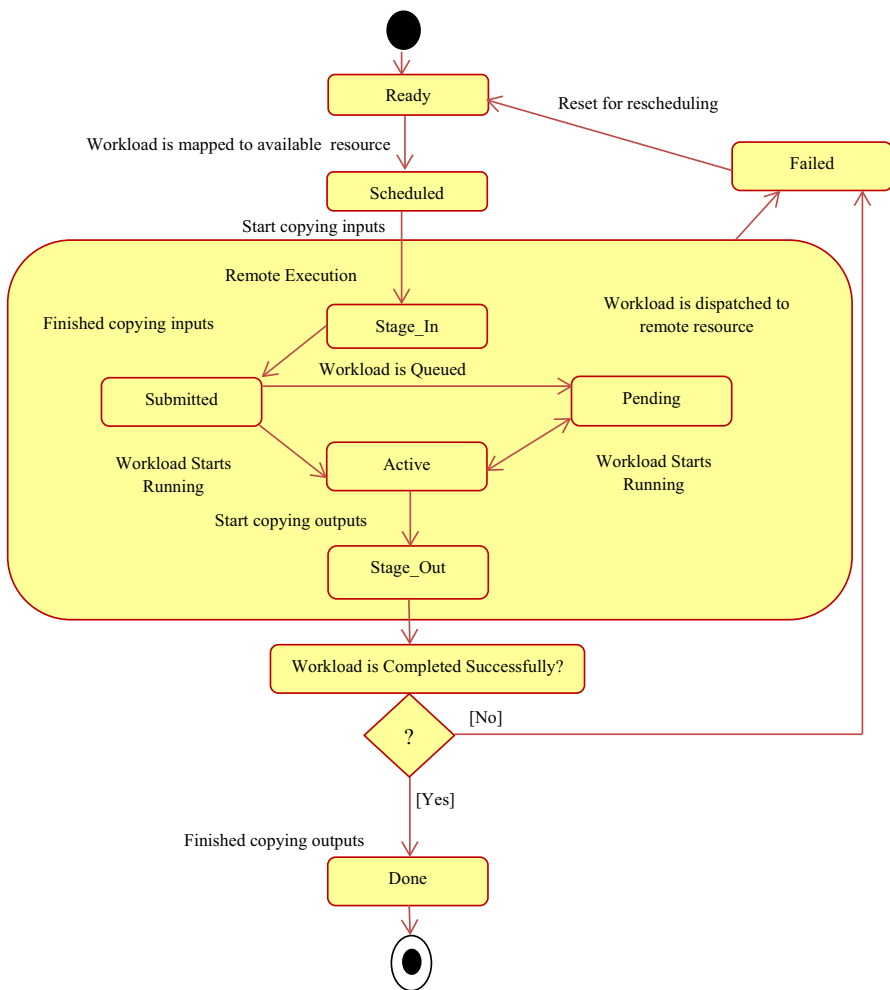 Ready
Reset for rescheduling
Workload is mapped to available resource
Failed
Scheduled
Start copying inputs
Remote Execution
Workload is dispatched to
remote resource
Finished copying inputs
Stage_In
Workload is Queued
Submitted
Pending
Workload Starts
Running
Active
Workload Starts
Running
Start copying outputs
Stage_Out
Workload is Completed Successfully?
[No]
?
[Yes]
Finished copying outputs
Done